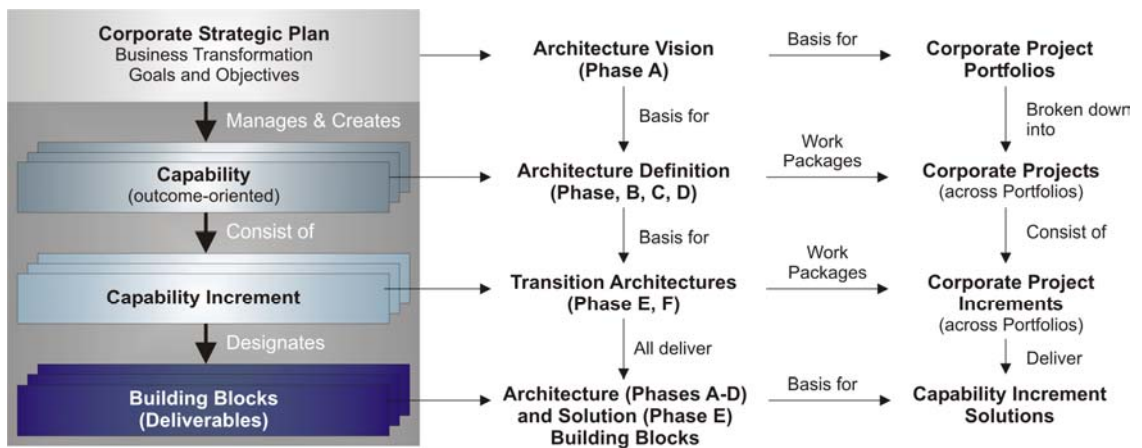 Corporate Strategic Plan
Business Transformation
Goals and Objectives
Manages & Creates
Capability
(outcome-oriented)
Consist of
Capability Increment
Designates
Building Blocks
(Deliverables)
Architecture Vision
(Phase A)
Basis for
Architecture Definition
(Phase, B, C, D)
Basis for
Transition Architectures
(Phase E, F)
All deliver
Architecture (Phases A-D)
and Solution (Phase E)
Building Blocks
Basis for
Work
Packages
Work
Packages
Basis for
Corporate Project
Portfolios
Broken down
into
Corporate Projects
(across Portfolios)
Consist of
Corporate Project
Increments
(across Portfolios)
Deliver
Capability Increment
Solutions